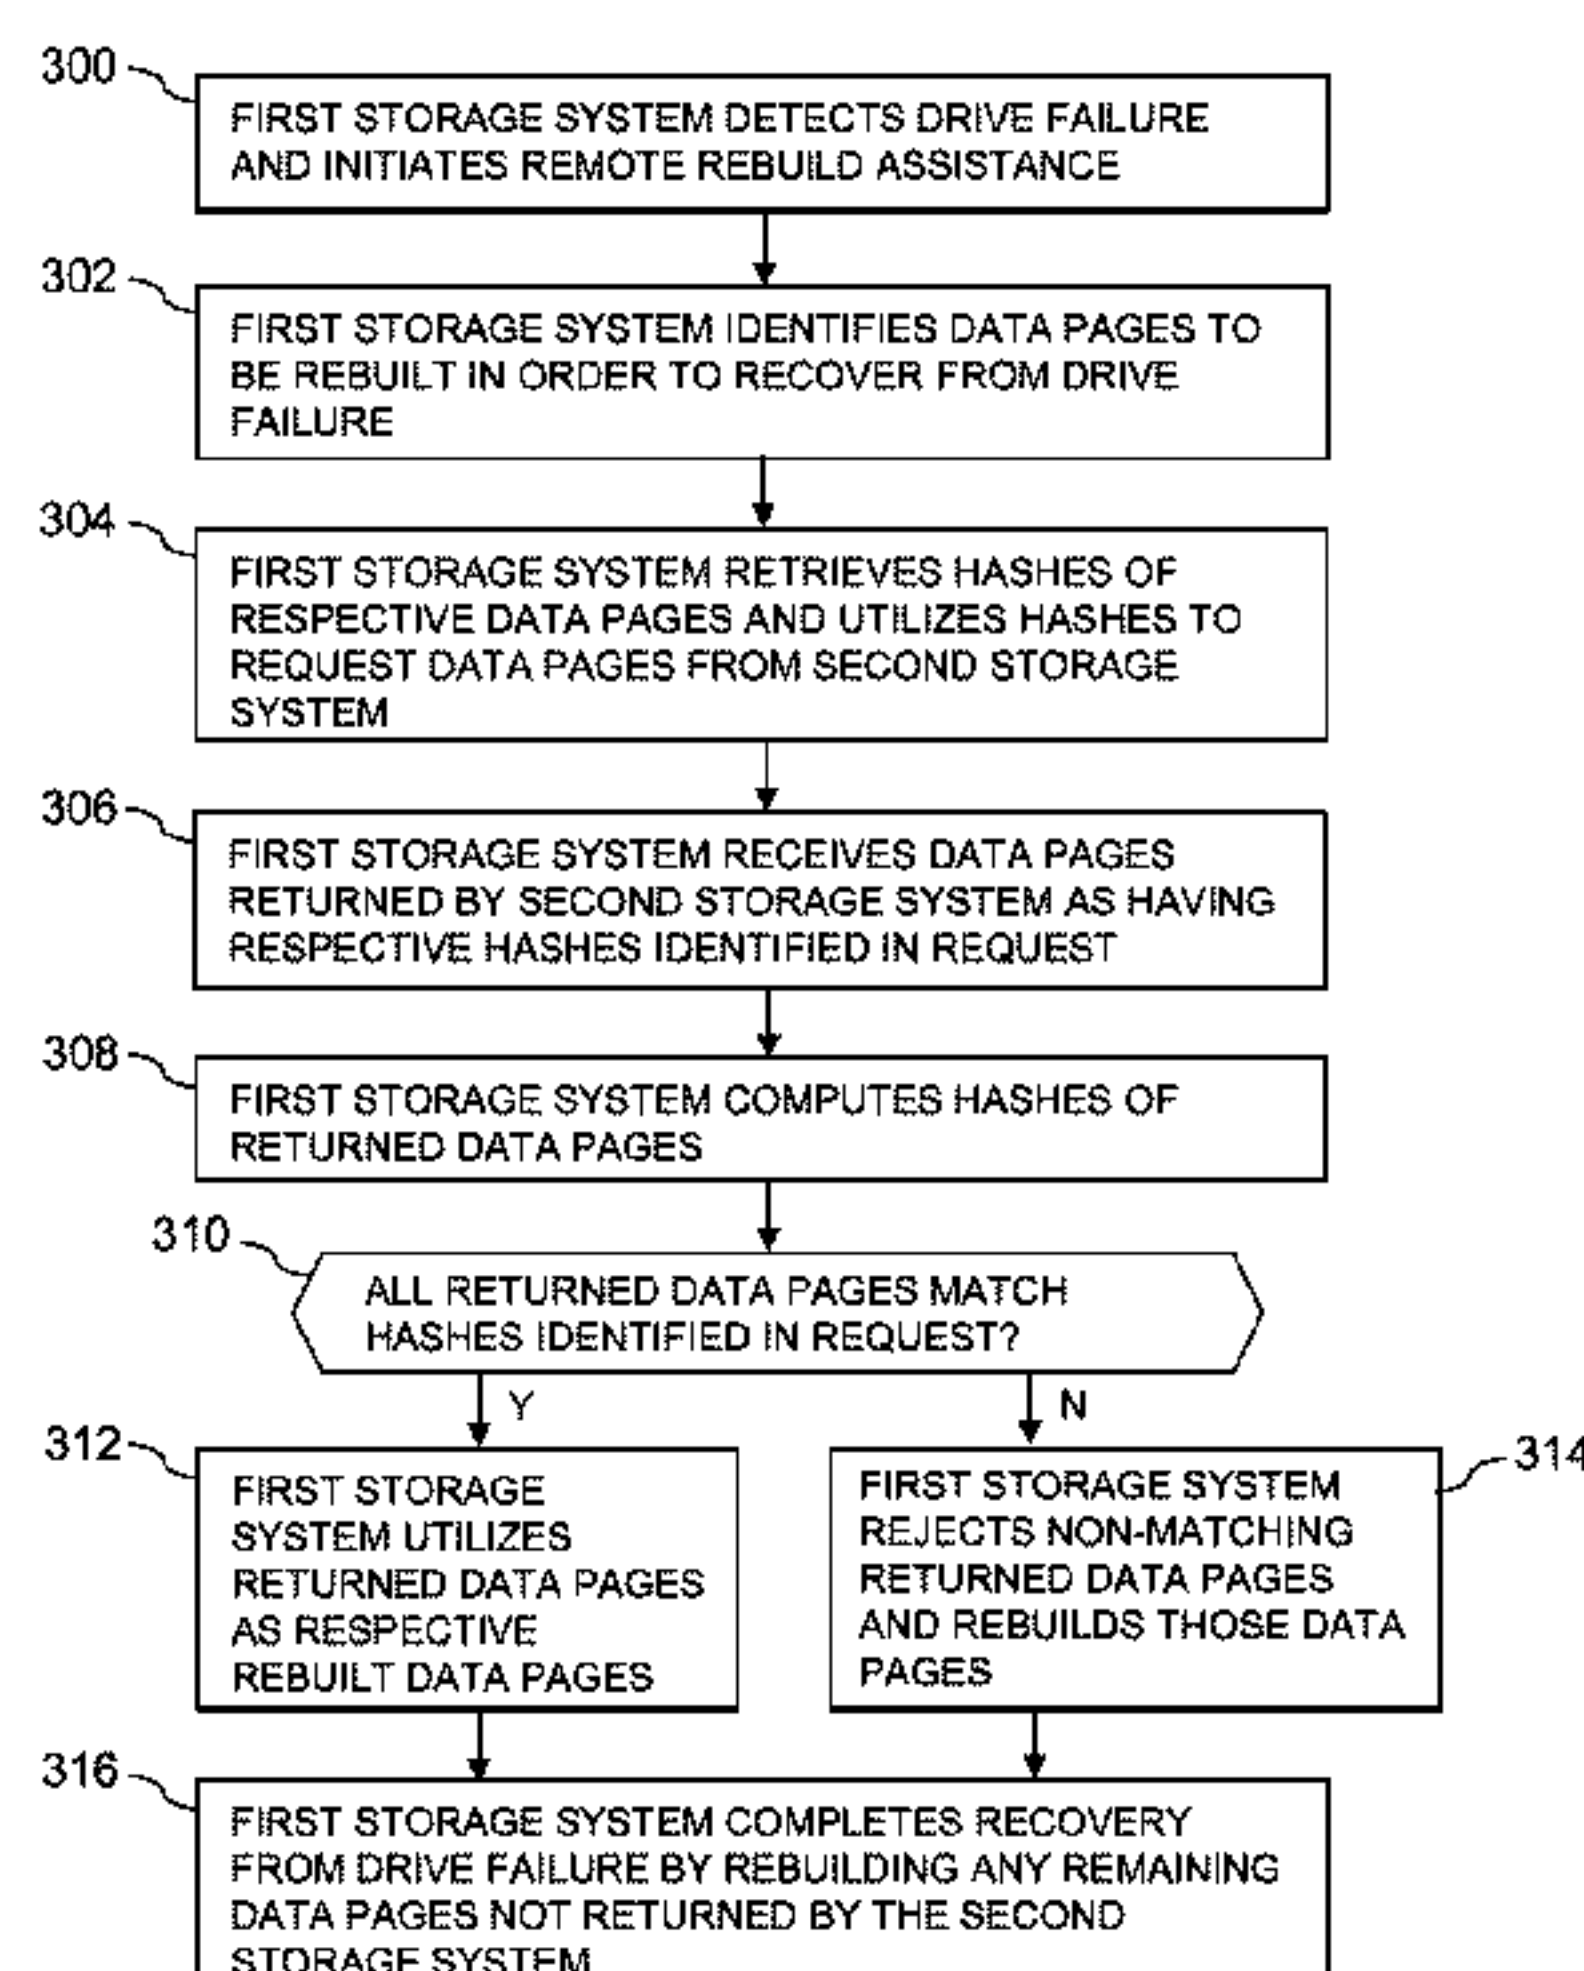 300
FIRST STORAGE SYSTEM DETECTS DRIVE FAILURE
AND INITIATES REMOTE REBUILD ASSISTANCE
302
FIRST STORAGE SYSTEM IDENTIFIES DATA PAGES TO
BE REBUILT IN ORDER TO RECOVER FROM DRIVE
FAILURE
304
FIRST STORAGE SYSTEM RETRIEVES HASHES OF
RESPECTIVE DATA PAGES AND UTILIZES HASHES TO
REQUEST DATA PAGES FROM SECOND STORAGE
SYSTEM
306
FIRST STORAGE SYSTEM RECEIVES DATA PAGES
RETURNED BY SECOND STORAGE SYSTEM AS HAVING
RESPECTIVE HASHES IDENTIFIED IN REQUEST
308
FIRST STORAGE SYSTEM COMPUTES HASHES OF
RETURNED DATA PAGES
310
ALL RETURNED DATA PAGES MATCH
HASHES IDENTIFIED IN REQUEST?
Y
N
312
FIRST STORAGE
SYSTEM UTILIZES
RETURNED DATA PAGES
AS RESPECTIVE
REBUILT DATA PAGES
314
FIRST STORAGE SYSTEM
REJECTS NON-MATCHING
RETURNED DATA PAGES
AND REBUILDS THOSE DATA
PAGES
316
FIRST STORAGE SYSTEM COMPLETES RECOVERY
FROM DRIVE FAILURE BY REBUILDING ANY REMAINING
DATA PAGES NOT RETURNED BY THE SECOND
STORAGE SYSTEM